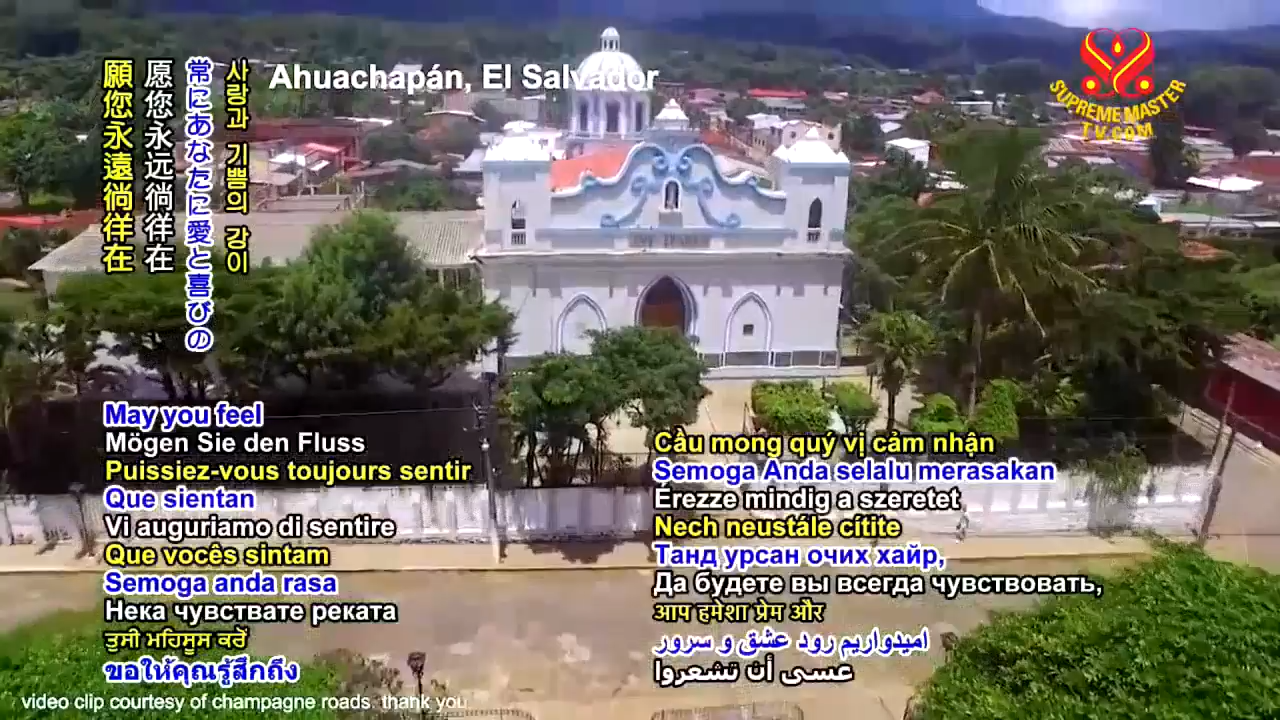 Ahuachapán, El Salvador
SUPREME MASTER
TV.COM
願您永遠徜徉在
愿您永远徜徉在
常にあなたに愛と喜びの
사랑과 기쁨의 강이
May you feel
Mögen Sie den Fluss
Puissiez-vous toujours sentir
Que sientan
Vi auguriamo di sentire
Que vocês sintam
Semoga anda rasa
Нека чувствате реката
ਤੁਸੀ ਮਹਿਸੂਸ ਕਰੋਂ
ขอให้คุณรู้สึกถึง
Cầu mong quý vị cảm nhận
Semoga Anda selalu merasakan
Érezze mindig a szeretet
Nech neustále cítite
Танд урсан очих хайр,
Да будете вы всегда чувствовать,
आप हमेशा प्रेम और
امیدواریم رود عشق و سرور
عسى أن تشعروا
video clip courtesy of champagne roads. thank you